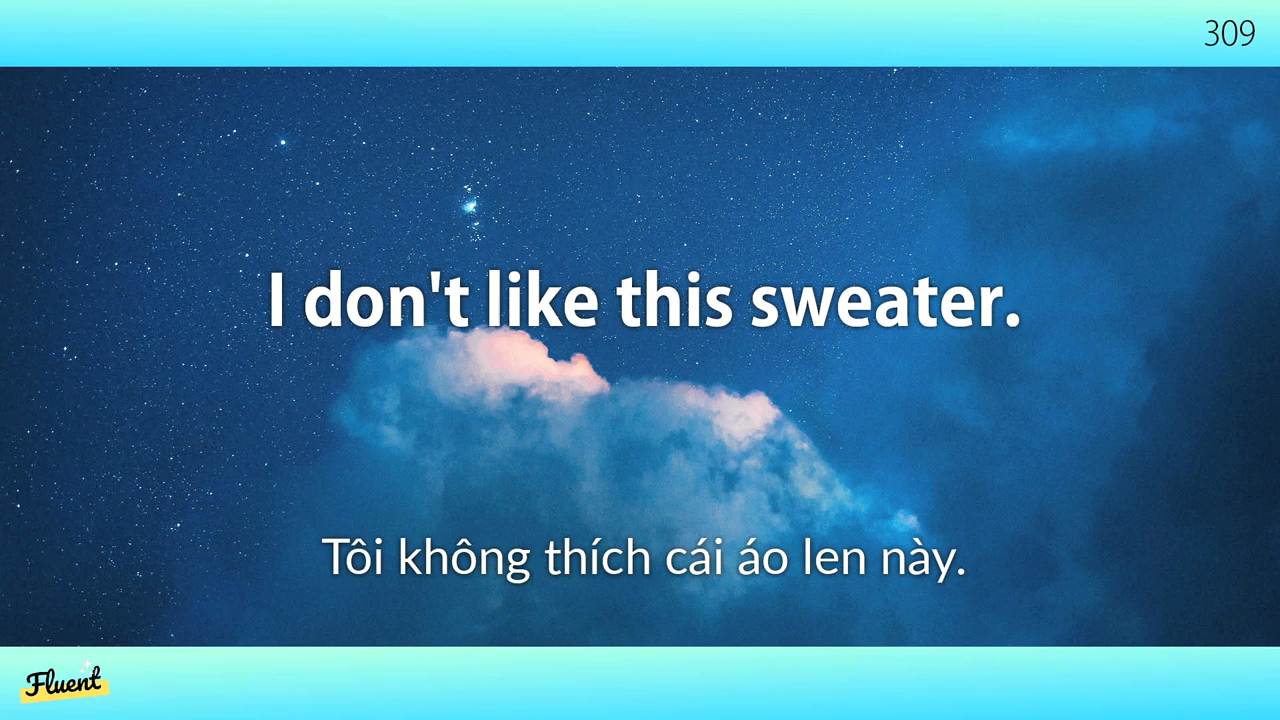 309
I don't like this sweater.
Tôi không thích cái áo len này.
Fluent